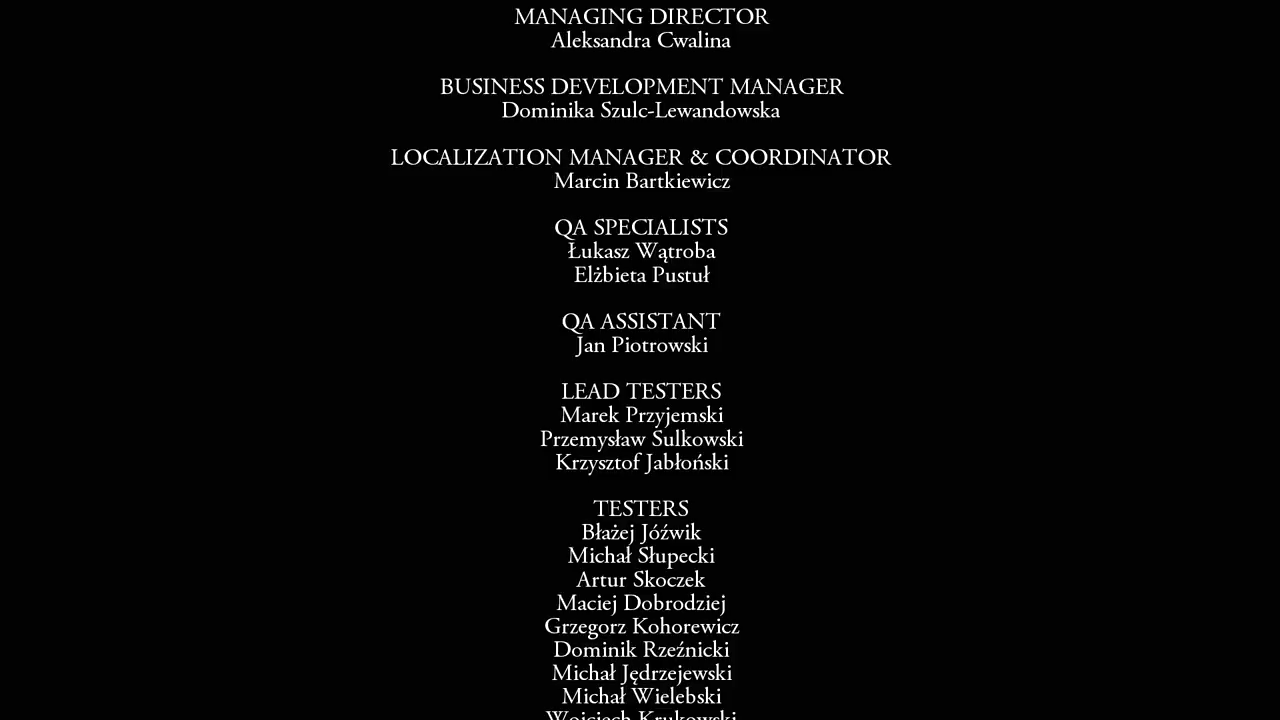 MANAGING DIRECTOR
Aleksandra Cwalina
BUSINESS DEVELOPMENT MANAGER
Dominika Szulc-Lewandowska
LOCALIZATION MANAGER & COORDINATOR
Marcin Bartkiewicz
QA SPECIALISTS
Łukasz Wątroba
Elżbieta Pustuł
QA ASSISTANT
Jan Piotrowski
LEAD TESTERS
Marek Przyjemski
Przemysław Sulkowski
Krzysztof Jabłoński
TESTERS
Błażej Jóźwik
Michał Słupecki
Artur Skoczek
Maciej Dobrodziej
Grzegorz Kohorewicz
Dominik Rzeźnicki
Michał Jędrzejewski
Michał Wielebski
Wojciech Krukowski